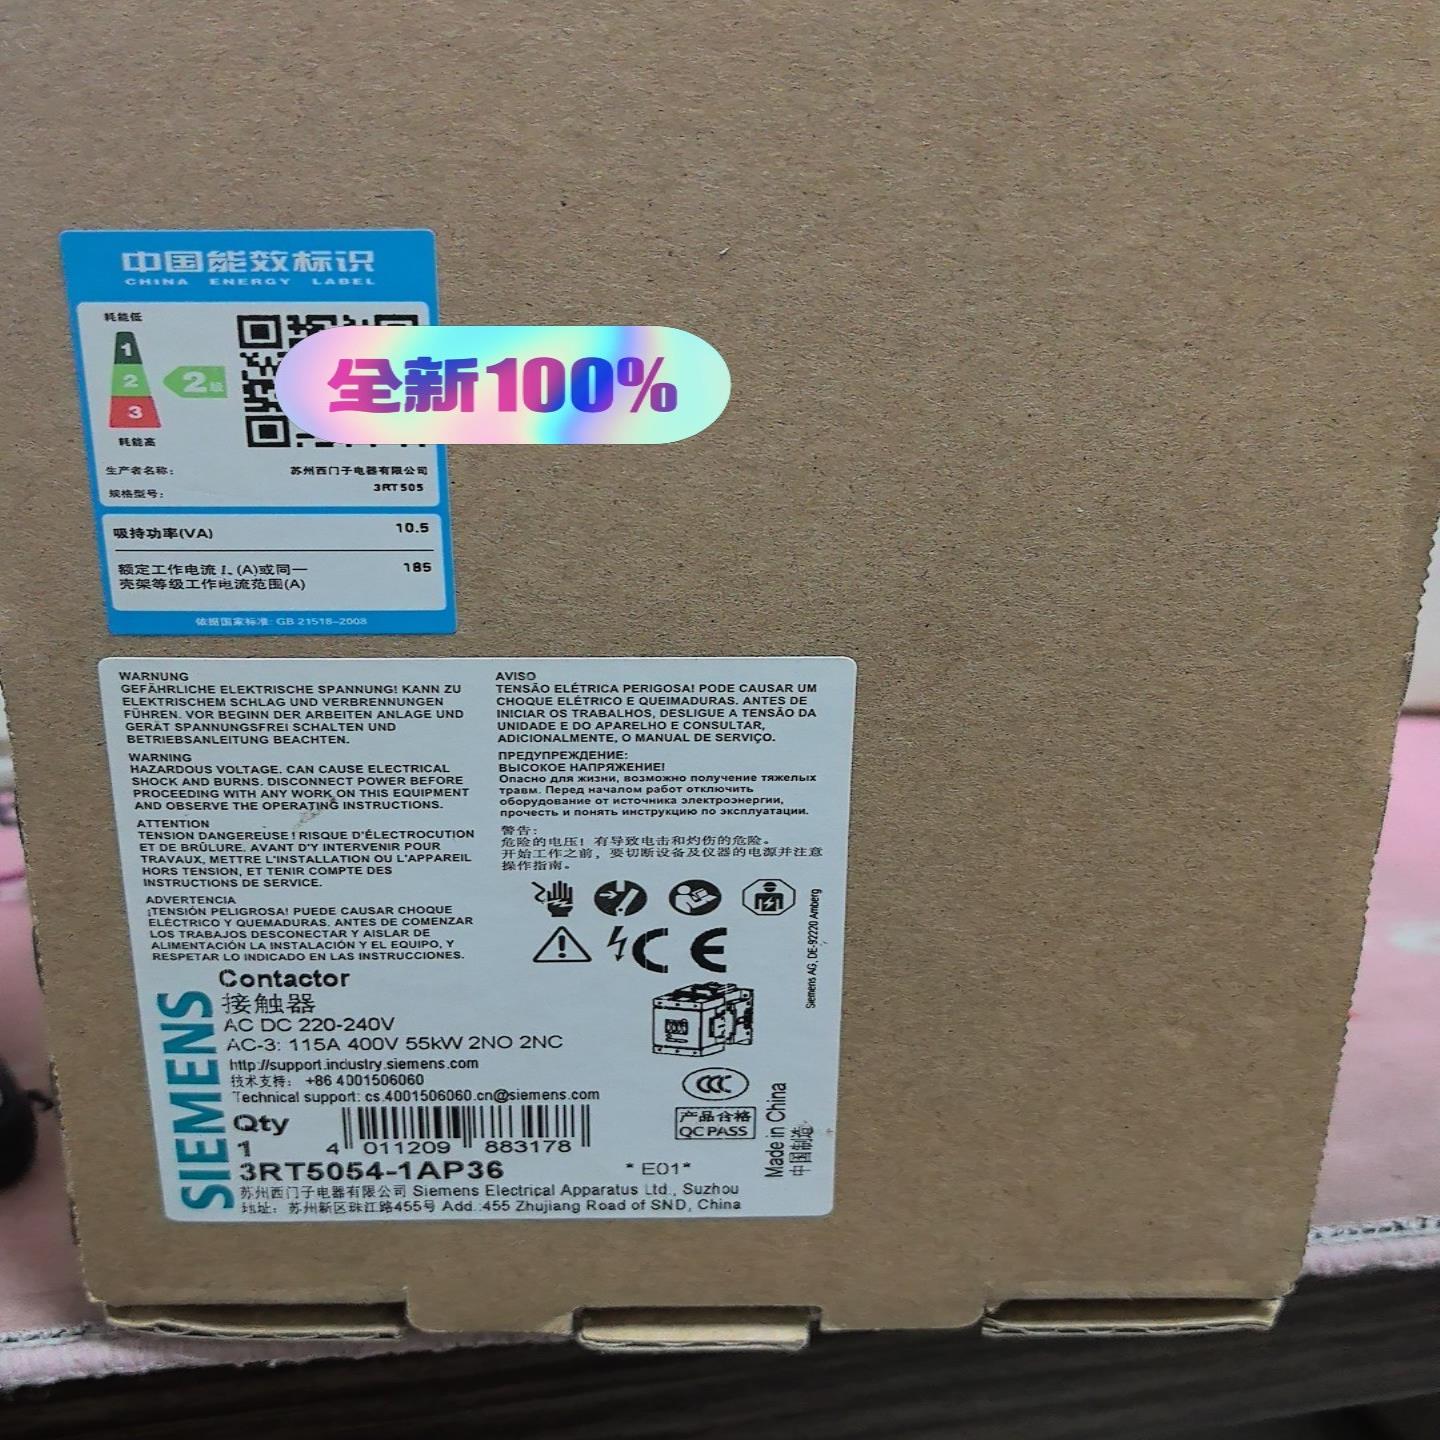 中国能效标识
CHINA ENERGY LABEL
耗能低
1
2
3
2级
耗能高
全新100%
生产者名称:
苏州西门子电器有限公司
规格型号:
3RT505
吸持功率(VA)
10.5
额定工作电流 Iₑ (A)或同一
壳架等级工作电流范围(A)
185
依据国家标准: GB 21518-2008
WARNUNG
GEFÄHRLICHE ELEKTRISCHE SPANNUNG! KANN ZU
ELEKTRISCHEM SCHLAG UND VERBRENNUNGEN
FÜHREN. VOR BEGINN DER ARBEITEN ANLAGE UND
GERÄT SPANNUNGSFREI SCHALTEN UND
BETRIEBSANLEITUNG BEACHTEN.
WARNING
HAZARDOUS VOLTAGE. CAN CAUSE ELECTRICAL
SHOCK AND BURNS. DISCONNECT POWER BEFORE
PROCEEDING WITH ANY WORK ON THIS EQUIPMENT
AND OBSERVE THE OPERATING INSTRUCTIONS.
ATTENTION
TENSION DANGEREUSE ! RISQUE D'ÉLECTROCUTION
ET DE BRÛLURE. AVANT D'Y INTERVENIR POUR
TRAVAUX, METTRE L'INSTALLATION OU L'APPAREIL
HORS TENSION, ET TENIR COMPTE DES
INSTRUCTIONS DE SERVICE.
ADVERTENCIA
¡TENSIÓN PELIGROSA! PUEDE CAUSAR CHOQUE
ELÉCTRICO Y QUEMADURAS. ANTES DE COMENZAR
LOS TRABAJOS DESCONECTAR Y AISLAR DE
ALIMENTACIÓN LA INSTALACIÓN Y EL EQUIPO, Y
RESPETAR LO INDICADO EN LAS INSTRUCCIONES.
AVISO
TENSÃO ELÉTRICA PERIGOSA! PODE CAUSAR UM
CHOQUE ELÉTRICO E QUEIMADURAS. ANTES DE
INICIAR OS TRABALHOS, DESLIGUE A TENSÃO DA
UNIDADE E DO APARELHO E CONSULTAR,
ADICIONALMENTE, O MANUAL DE SERVIÇO.
ПРЕДУПРЕЖДЕНИЕ:
ВЫСОКОЕ НАПРЯЖЕНИЕ!
Опасно для жизни, возможно получение тяжелых
травм. Перед началом работ отключить
оборудование от источника электроэнергии,
прочесть и понять инструкцию по эксплуатации.
警告:
危险的电压! 有导致电击和灼伤的危险。
开始工作之前, 要切断设备及仪器的电源并注意
操作指南。
CE
Siemens AG, DE-92220 Amberg
SIEMENS
Contactor
接触器
AC DC 220-240V
AC-3: 115A 400V 55kW 2NO 2NC
http://support.industry.siemens.com
技术支持: +86 4001506060
Technical support: cs.4001506060.cn@siemens.com
Qty
1
4 011209 883178
3RT5054-1AP36
*E01*
CCC
产品合格
QC PASS
Made in China
中国制造
苏州西门子电器有限公司 Siemens Electrical Apparatus Ltd., Suzhou
地址: 苏州新区珠江路455号 Add.:455 Zhujiang Road of SND, China